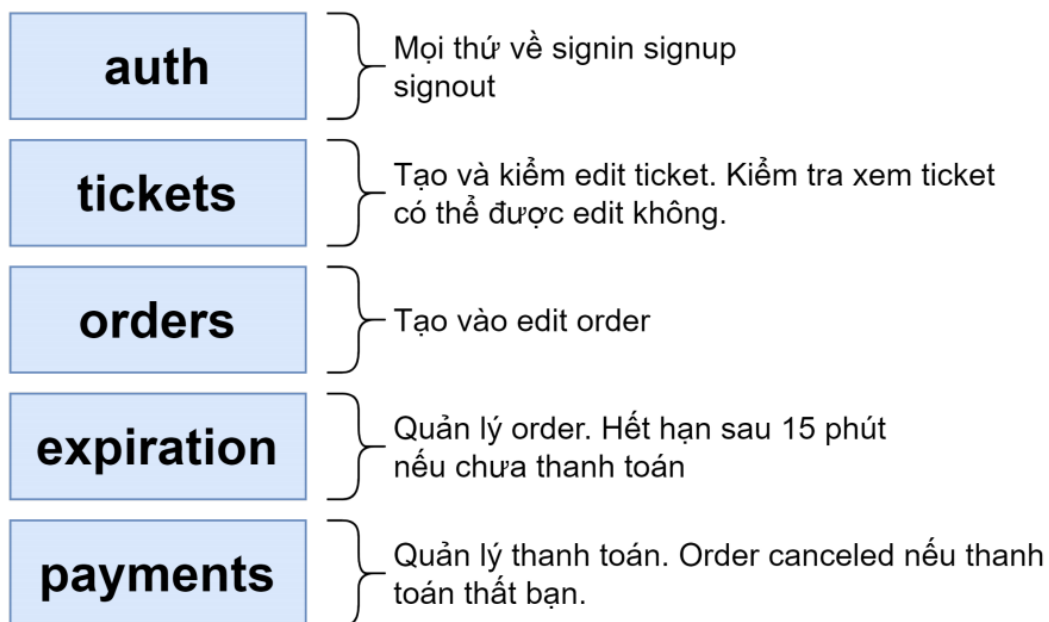 auth
Mọi thứ về signin signup
signout
tickets
Tạo và kiểm edit ticket. Kiểm tra xem ticket
có thể được edit không.
orders
Tạo vào edit order
expiration
Quản lý order. Hết hạn sau 15 phút
nếu chưa thanh toán
payments
Quản lý thanh toán. Order canceled nếu thanh
toán thất bạn.